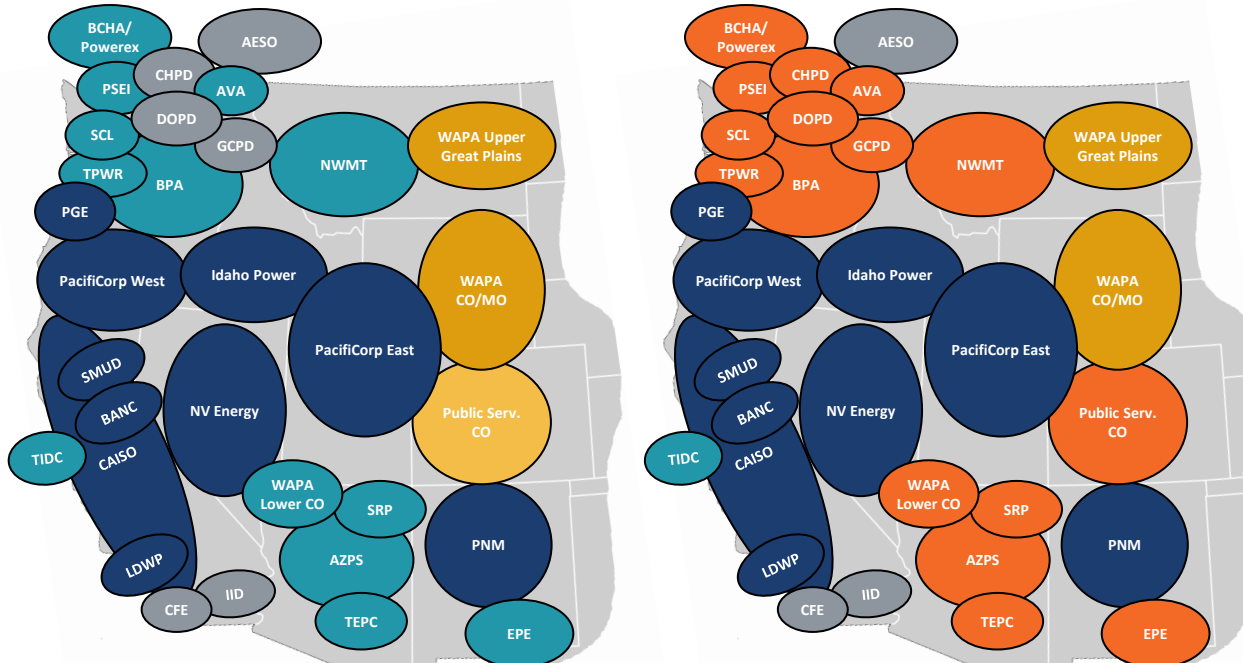 BCHA/
Powerex
AESO
CHPD
PSEI
AVA
DOPD
SCL
GCPD
WAPA Upper
Great Plains
NWMT
TPWR
BPA
PGE
PacifiCorp West
Idaho Power
WAPA
CO/MO
PacifiCorp East
SMUD
BANC
NV Energy
Public Serv.
CO
TIDC
CAISO
WAPA
Lower CO
SRP
PNM
AZPS
LDWP
IID
CFE
TEPC
EPE
BCHA/
Powerex
AESO
CHPD
PSEI
AVA
DOPD
SCL
GCPD
WAPA Upper
Great Plains
NWMT
TPWR
BPA
PGE
PacifiCorp West
Idaho Power
WAPA
CO/MO
PacifiCorp East
SMUD
BANC
NV Energy
Public Serv.
CO
TIDC
CAISO
WAPA
Lower CO
SRP
PNM
AZPS
LDWP
IID
CFE
TEPC
EPE